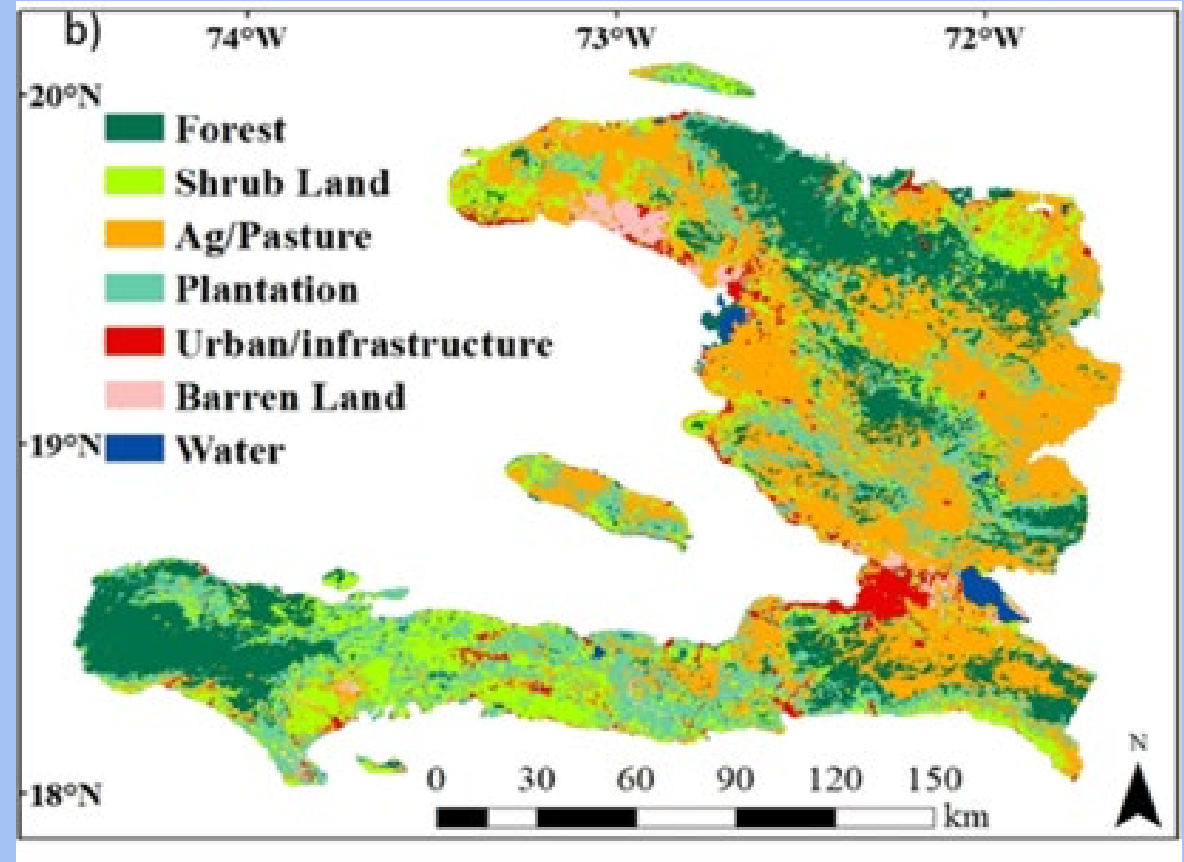 b)
74°W 73°W 72°W
20°N
Forest
Shrub Land
Ag/Pasture
Plantation
Urban/infrastructure
Barren Land
19°N
Water
N
0 30 60 90 120 150
km
18°N